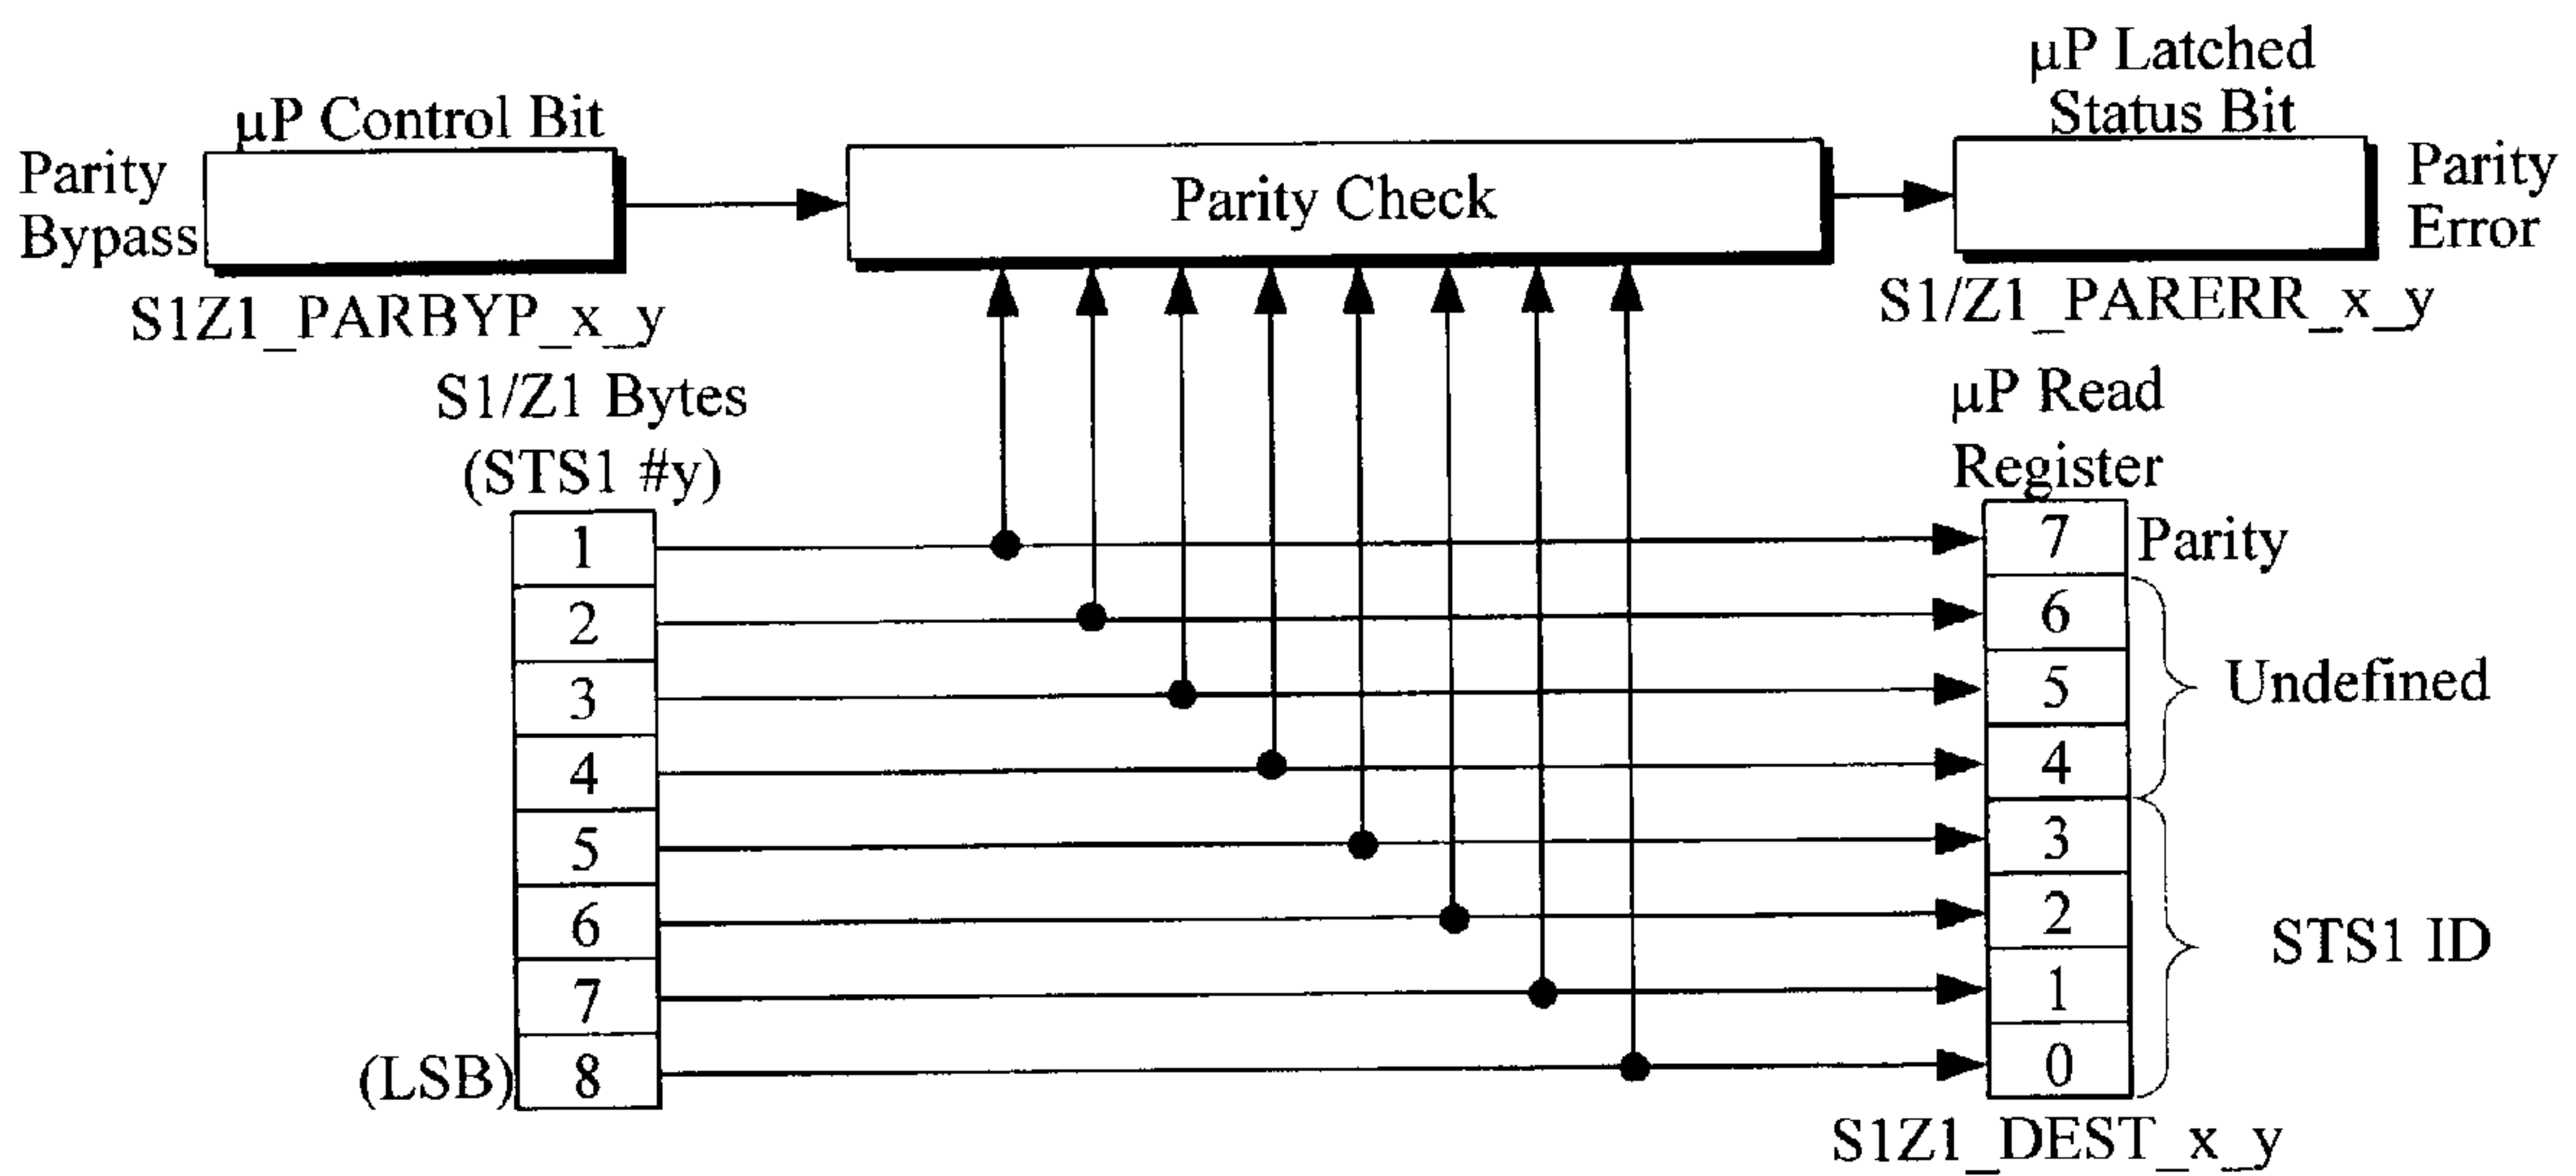 μP Control Bit
Parity
Bypass
S1Z1_PARBYP_x_y
Parity Check
μP Latched
Status Bit
Parity
Error
S1/Z1_PARERR_x_y
S1/Z1 Bytes
(STS1 #y)
1
2
3
4
5
6
7
(LSB) 8
μP Read
Register
7 Parity
6
5 Undefined
4
3
2 STS1 ID
1
0
S1Z1_DEST_x_y